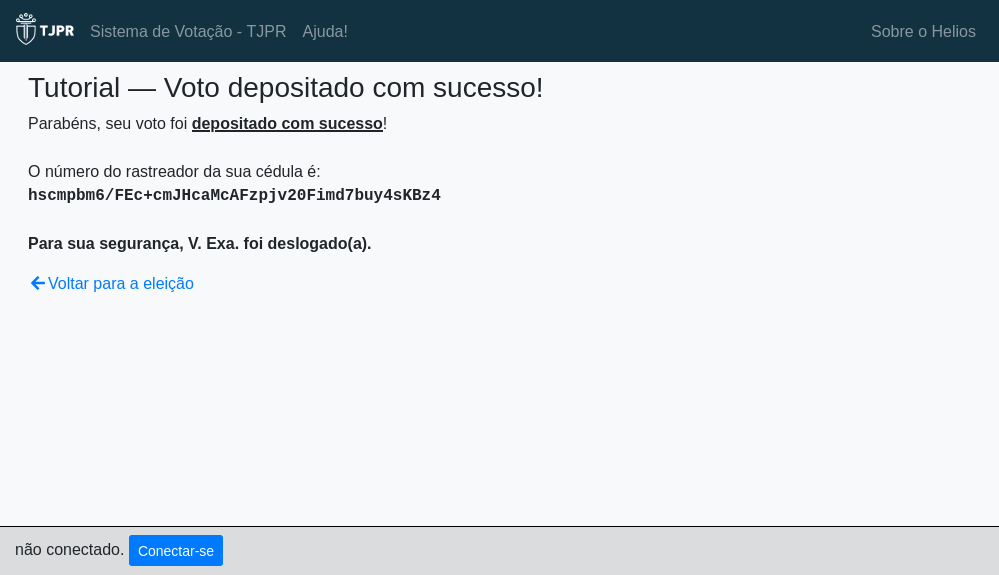 TJPR Sistema de Votação - TJPR Ajuda! Sobre o Helios
Tutorial — Voto depositado com sucesso!
Parabéns, seu voto foi depositado com sucesso!
O número do rastreador da sua cédula é:
hscmpbm6/FEc+cmJHcaMcAFzpjv20Fimd7buy4sKBz4
Para sua segurança, V. Exa. foi deslogado(a).
Voltar para a eleição
não conectado. Conectar-se